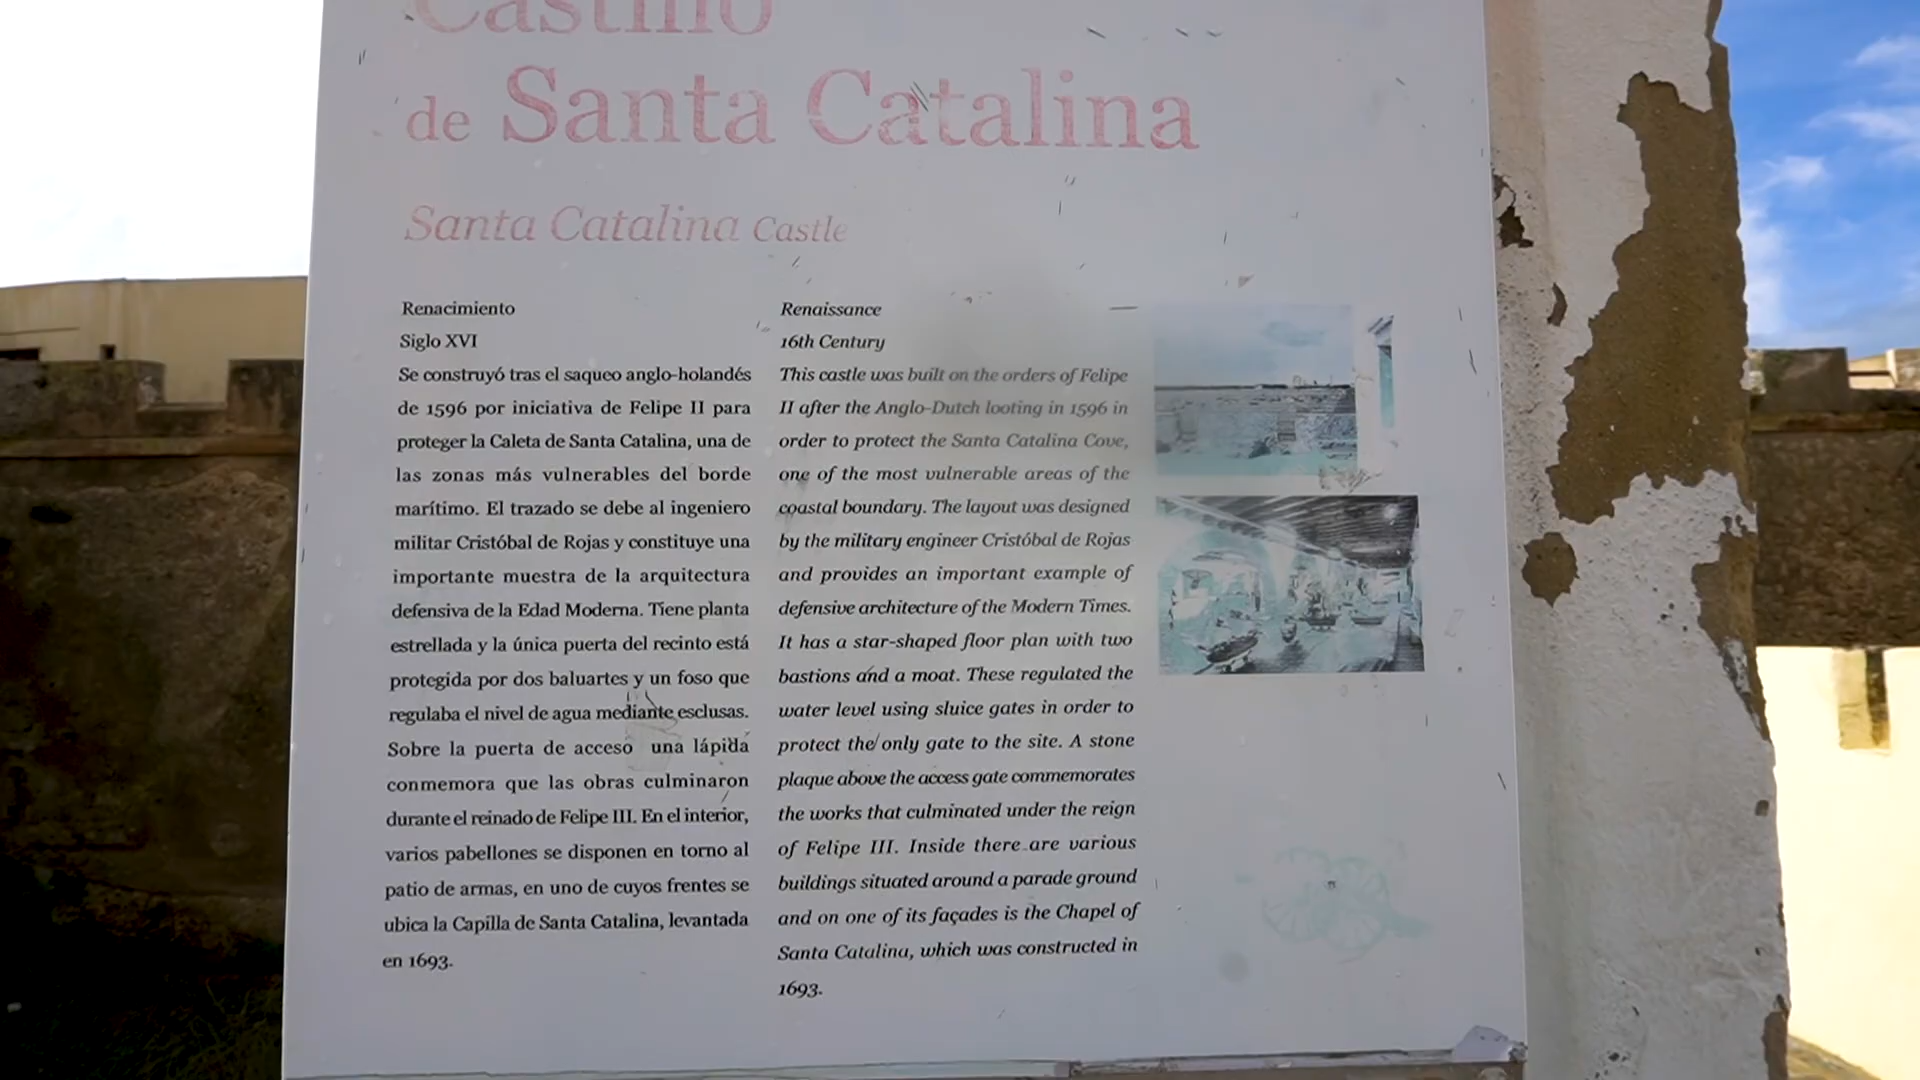 Castillo
de Santa Catalina
Santa Catalina Castle
Renacimiento
Siglo XVI
Se construyó tras el saqueo anglo-holandés
de 1596 por iniciativa de Felipe II para
proteger la Caleta de Santa Catalina, una de
las zonas más vulnerables del borde
marítimo. El trazado se debe al ingeniero
militar Cristóbal de Rojas y constituye una
importante muestra de la arquitectura
defensiva de la Edad Moderna. Tiene planta
estrellada y la única puerta del recinto está
protegida por dos baluartes y un foso que
regulaba el nivel de agua mediante esclusas.
Sobre la puerta de acceso una lápida
conmemora que las obras culminaron
durante el reinado de Felipe III. En el interior,
varios pabellones se disponen en torno al
patio de armas, en uno de cuyos frentes se
ubica la Capilla de Santa Catalina, levantada
en 1693.
Renaissance
16th Century
This castle was built on the orders of Felipe
II after the Anglo-Dutch looting in 1596 in
order to protect the Santa Catalina Cove,
one of the most vulnerable areas of the
coastal boundary. The layout was designed
by the military engineer Cristóbal de Rojas
and provides an important example of
defensive architecture of the Modern Times.
It has a star-shaped floor plan with two
bastions and a moat. These regulated the
water level using sluice gates in order to
protect the only gate to the site. A stone
plaque above the access gate commemorates
the works that culminated under the reign
of Felipe III. Inside there are various
buildings situated around a parade ground
and on one of its façades is the Chapel of
Santa Catalina, which was constructed in
1693.